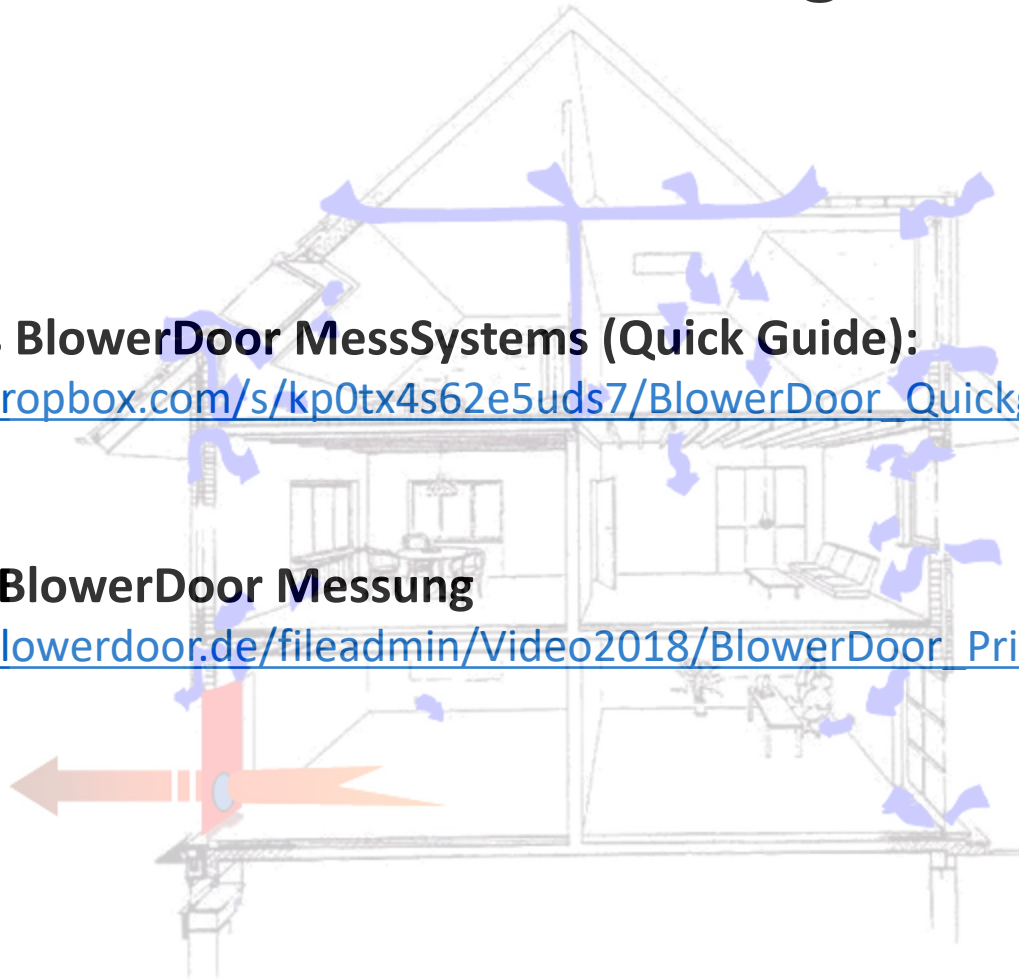 BlowerDoor MessSystems (Quick Guide):
ropbox.com/s/kp0tx4s62e5uds7/BlowerDoor_Quick
BlowerDoor Messung
lowerdoor.de/fileadmin/Video2018/BlowerDoor_Pri